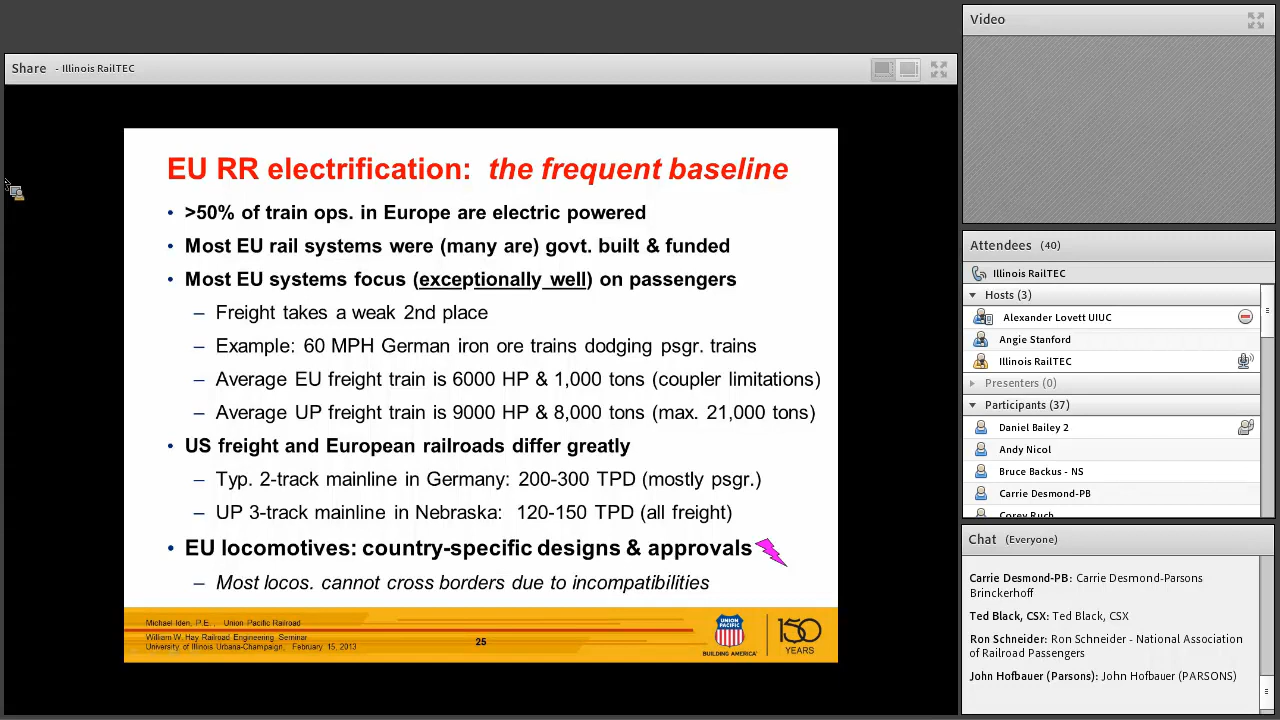 Share - Illinois RailTEC
EU RR electrification: the frequent baseline
• >50% of train ops. in Europe are electric powered
• Most EU rail systems were (many are) govt. built & funded
• Most EU systems focus (exceptionally well) on passengers
– Freight takes a weak 2nd place
– Example: 60 MPH German iron ore trains dodging psgr. trains
– Average EU freight train is 6000 HP & 1,000 tons (coupler limitations)
– Average UP freight train is 9000 HP & 8,000 tons (max. 21,000 tons)
• US freight and European railroads differ greatly
– Typ. 2-track mainline in Germany: 200-300 TPD (mostly psgr.)
– UP 3-track mainline in Nebraska: 120-150 TPD (all freight)
• EU locomotives: country-specific designs & approvals
– Most locos. cannot cross borders due to incompatibilities
Michael Iden, P.E., Union Pacific Railroad
William W. Hay Railroad Engineering Seminar
University of Illinois Urbana-Champaign, February 15, 2013
25
UNION
PACIFIC
BUILDING AMERICA®
150
YEARS
Video
Attendees (40)
Illinois RailTEC
Hosts (3)
Alexander Lovett UIUC
Angie Stanford
Illinois RailTEC
Presenters (0)
Participants (37)
Daniel Bailey 2
Andy Nicol
Bruce Backus - NS
Carrie Desmond-PB
Corey Ruch
Chat (Everyone)
Carrie Desmond-PB: Carrie Desmond-Parsons
Brinckerhoff
Ted Black, CSX: Ted Black, CSX
Ron Schneider: Ron Schneider - National Association
of Railroad Passengers
John Hofbauer (Parsons): John Hofbauer (PARSONS)